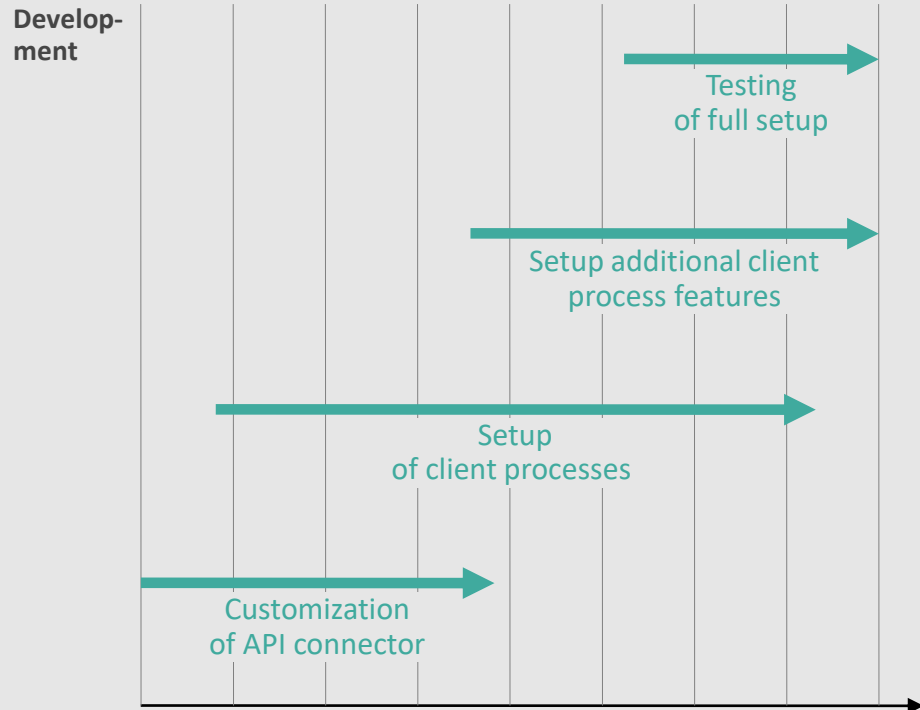 Develop-
ment
Testing
of full setup
Setup additional client
process features
Setup
of client processes
Customization
of API connector